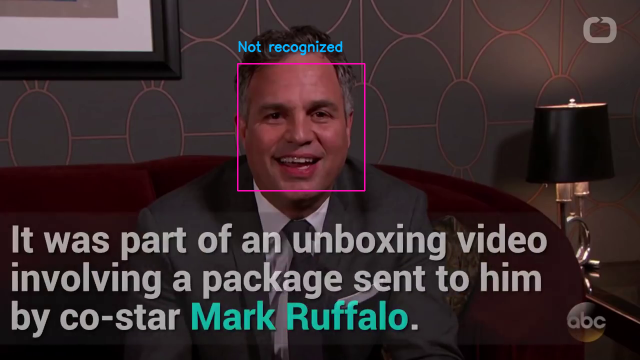 Not recognized
It was part of an unboxing video
involving a package sent to him
by co-star Mark Ruffalo.
abc